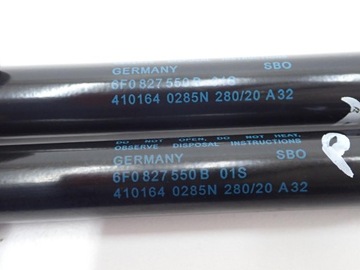 GERMANY SBO
6F0 827 550 B 01S
410164 0285N 280/20 A32
DO NOT OPEN, DO NOT HEAT,
OBSERVE DISPOSAL INSTRUCTIONS
GERMANY SBO
6F0 827 550 B 01S
410164 0285N 280/20 A32
P